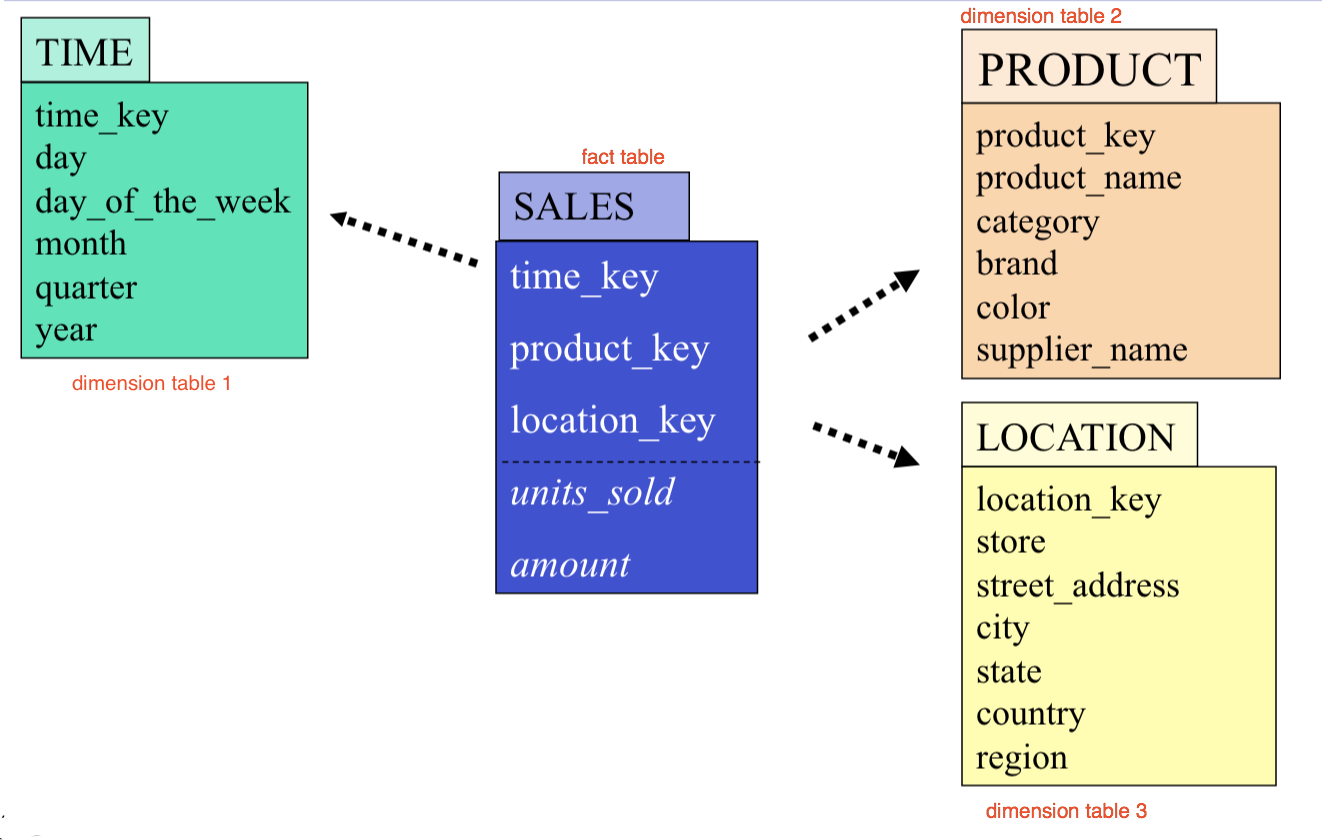 TIME
time_key
day
day_of_the_week
month
quarter
year
dimension table 1
fact table
SALES
time_key
product_key
location_key
units_sold
amount
dimension table 2
PRODUCT
product_key
product_name
category
brand
color
supplier_name
LOCATION
location_key
store
street_address
city
state
country
region
dimension table 3